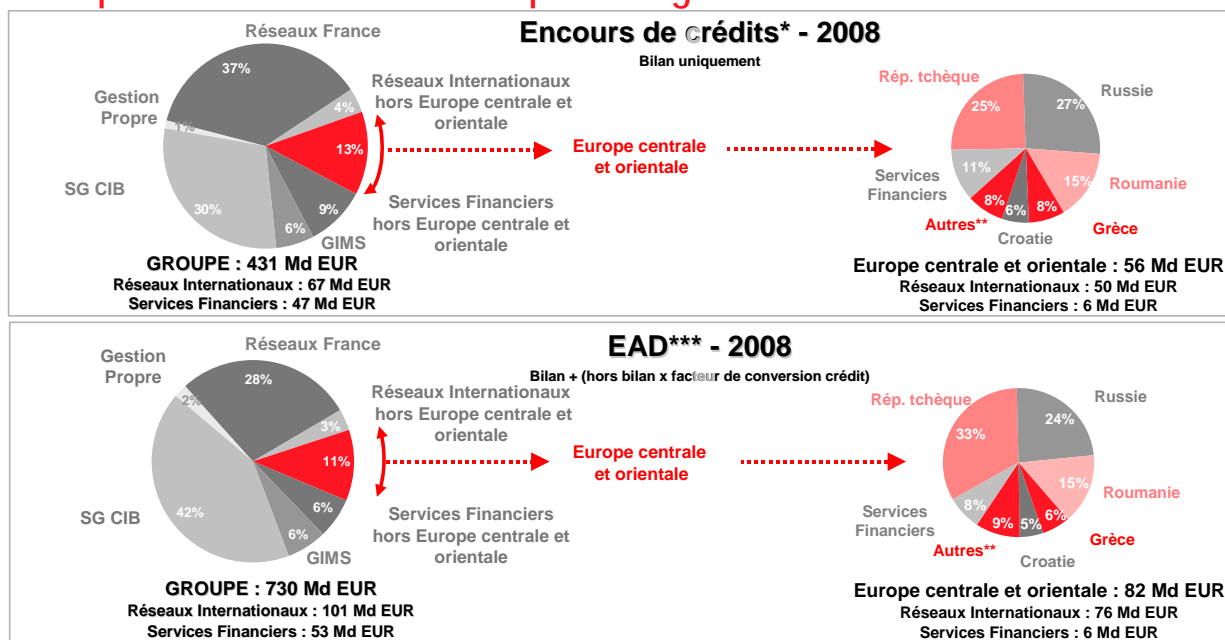 Encours de crédits* - 2008
Bilan uniquement
Réseaux France
37%
Gestion
Propre
1%
4%
Réseaux Internationaux
hors Europe centrale et
orientale
13%
SG CIB
30%
6%
9%
GIMS
Services Financiers
hors Europe centrale et
orientale
Europe centrale
et orientale
GROUPE : 431 Md EUR
Réseaux Internationaux : 67 Md EUR
Services Financiers : 47 Md EUR
Rép. tchèque
25%
27%
Russie
Services
Financiers
11%
15%
Roumanie
8%
6%
8%
Autres**
Croatie
Grèce
Europe centrale et orientale : 56 Md EUR
Réseaux Internationaux : 50 Md EUR
Services Financiers : 6 Md EUR
EAD*** - 2008
Bilan + (hors bilan x facteur de conversion crédit)
Réseaux France
28%
Gestion
Propre
2%
3%
Réseaux Internationaux
hors Europe centrale et
orientale
11%
SG CIB
42%
6%
6%
GIMS
Services Financiers
hors Europe centrale et
orientale
Europe centrale
et orientale
GROUPE : 730 Md EUR
Réseaux Internationaux : 101 Md EUR
Services Financiers : 53 Md EUR
Rép. tchèque
33%
24%
Russie
Services
Financiers
8%
15%
Roumanie
9%
5%
6%
Autres**
Croatie
Grèce
Europe centrale et orientale : 82 Md EUR
Réseaux Internationaux : 76 Md EUR
Services Financiers : 6 Md EUR